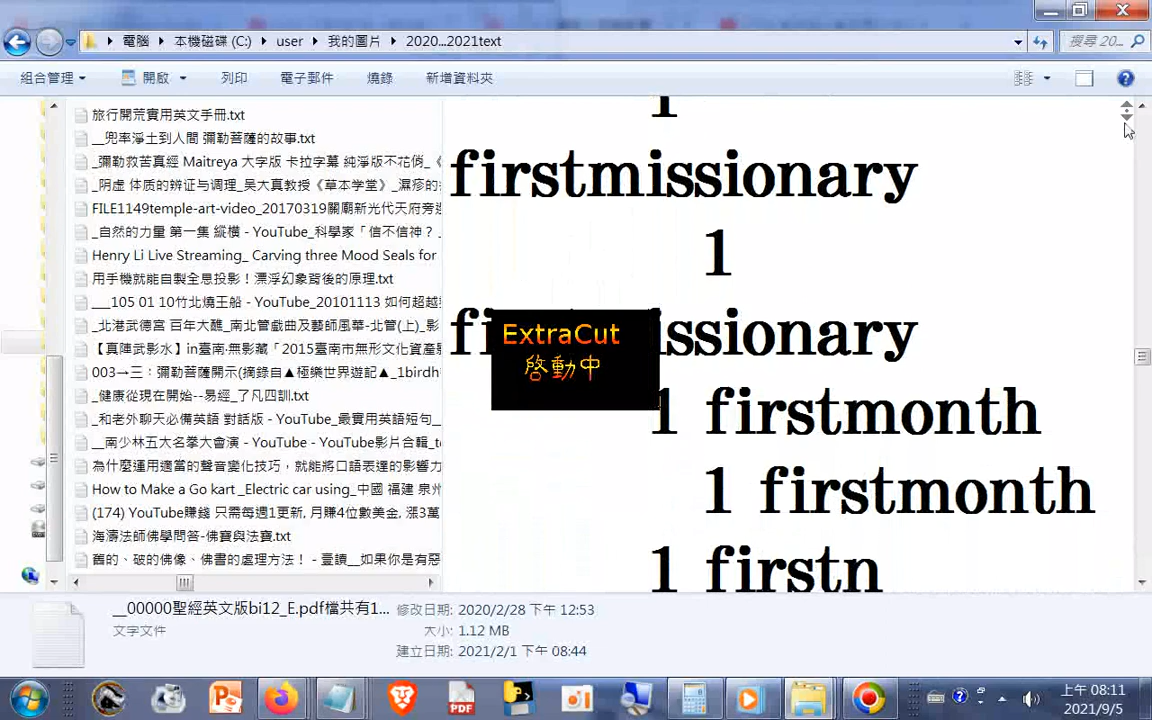 電腦 ▸ 本機磁碟 (C:) ▸ user ▸ 我的圖片 ▸ 2020...2021text
搜尋 20...
組合管理 開啟 列印 電子郵件 燒錄 新增資料夾
旅行開荒實用英文手冊.txt
__兜率淨土到人間 彌勒菩薩的故事.txt
_彌勒救苦真經 Maitreya 大字版 卡拉字幕 純淨版不花俏_《
_阴虚 体质的辨证与调理_吴大真教授《草本学堂》_濕疹的
FILE1149temple-art-video_20170319關廟新光代天府旁邊
_自然的力量 第一集 縱橫 - YouTube_科學家「信不信神？」
Henry Li Live Streaming_ Carving three Mood Seals for
用手機就能自製全息投影！漂浮幻象背後的原理.txt
___105 01 10竹北燒王船 - YouTube_20101113 如何超越
_北港武德宮 百年大醮_南北管戲曲及藝師風華-北管(上)_影
【真陣武影水】in臺南·無影藏「2015臺南市無形文化資產
003→三：彌勒菩薩開示(摘錄自▲極樂世界遊記▲_1birdh
_健康從現在開始--易經_了凡四訓.txt
_和老外聊天必備英語 對話版 - YouTube_最實用英語短句_
__南少林五大名拳大會演 - YouTube - YouTube影片合輯_t
為什麼運用適當的聲音變化技巧，就能將口語表達的影響力
How to Make a Go kart _Electric car using_中國 福建 泉州
(174) YouTube賺錢 只需每週1更新, 月賺4位數美金, 漲3萬
海濤法師佛學問答-佛寶與法寶.txt
舊的、破的佛像、佛書的處理方法！ - 壹讀__如果你是有惡
1
firstmissionary
1
firstmissionary
1 firstmonth
1 firstmonth
1 firstn
ExtraCut
啓動中
__00000聖經英文版bi12_E.pdf檔共有1...
文字文件
修改日期: 2020/2/28 下午 12:53
大小: 1.12 MB
建立日期: 2021/2/1 下午 08:44
PDF
上午 08:11
2021/9/5